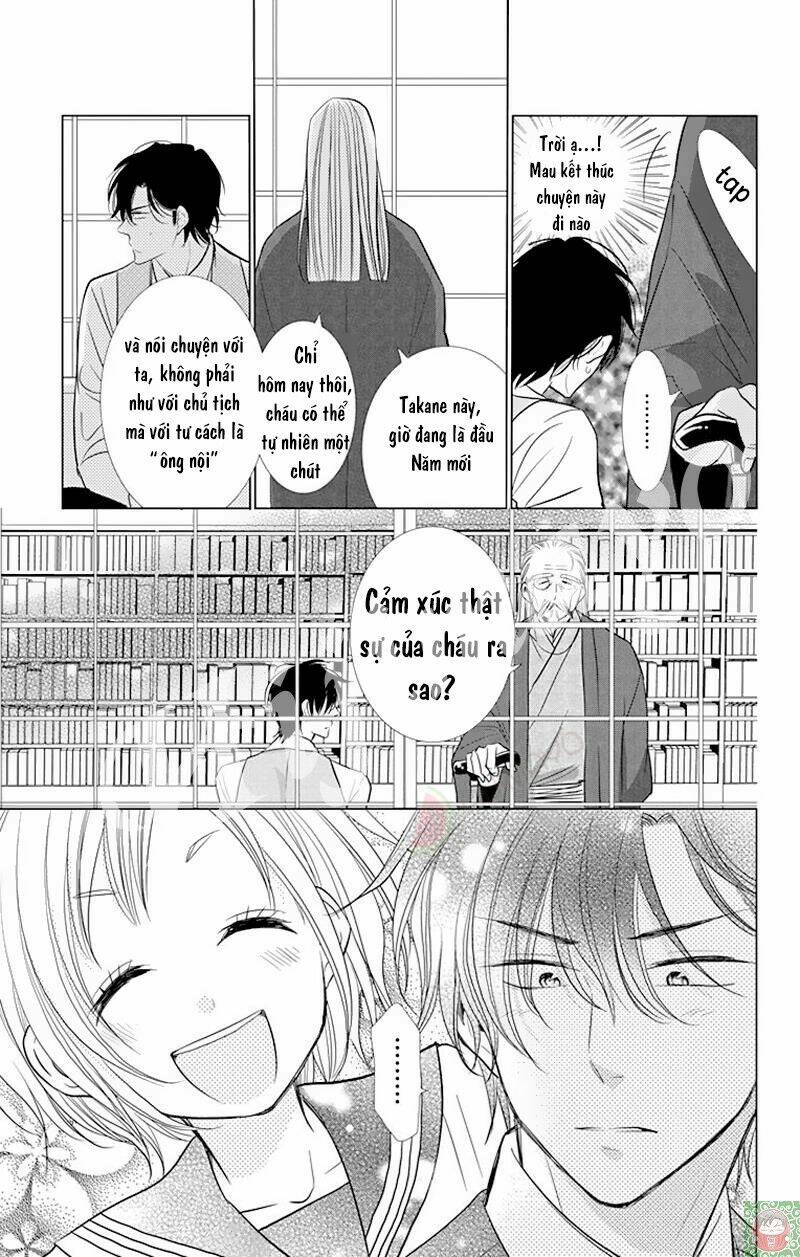 tap
Trời ạ...!
Mau kết thúc
chuyện này
đi nào
......
Takane này,
giờ đang là đầu
Năm mới
Chỉ
hôm nay thôi,
cháu có thể
tự nhiên một
chút
và nói chuyện với
ta, không phải
như với chủ tịch
mà với tư cách là
“ông nội”
Cảm xúc thật
sự của cháu ra
sao?
........